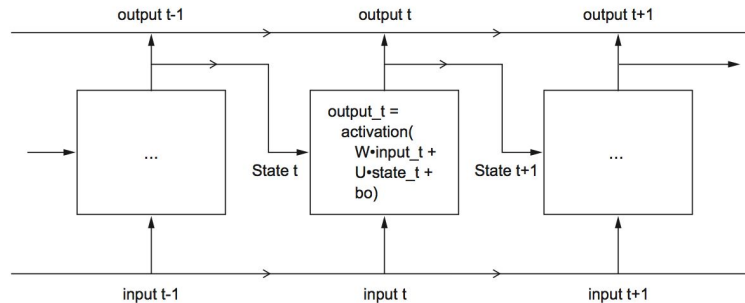 output t-1
output t
output t+1
...
output_t =
activation(
W•input_t +
U•state_t +
bo)
...
State t
State t+1
input t-1
input t
input t+1